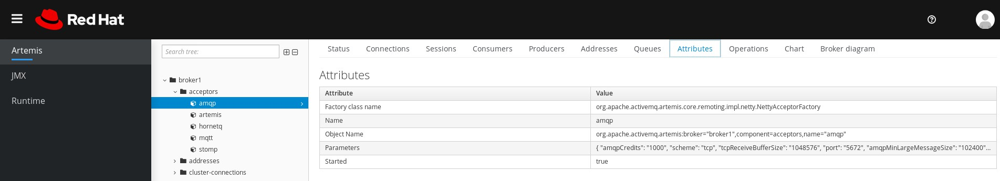 Red Hat
Artemis
JMX
Runtime
Search tree:
broker1
acceptors
amqp
artemis
hornetq
mqtt
stomp
addresses
cluster-connections
Status Connections Sessions Consumers Producers Addresses Queues Attributes Operations Chart Broker diagram
Attributes
Attribute Value
Factory class name org.apache.activemq.artemis.core.remoting.impl.netty.NettyAcceptorFactory
Name amqp
Object Name org.apache.activemq.artemis:broker="broker1",component=acceptors,name="amqp"
Parameters { "amqpCredits": "1000", "scheme": "tcp", "tcpReceiveBufferSize": "1048576", "port": "5672", "amqpMinLargeMessageSize": "102400"...
Started true